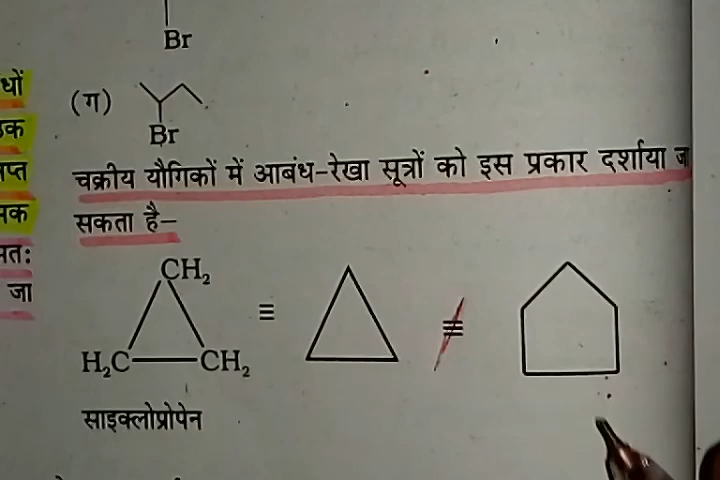 Br
(ग)
Br
चक्रीय यौगिकों में आबंध-रेखा सूत्रों को इस प्रकार दर्शाया जा
सकता है–
CH₂
≡ ≡
H₂C CH₂
साइक्लोप्रोपेन
धों
प्त
जा